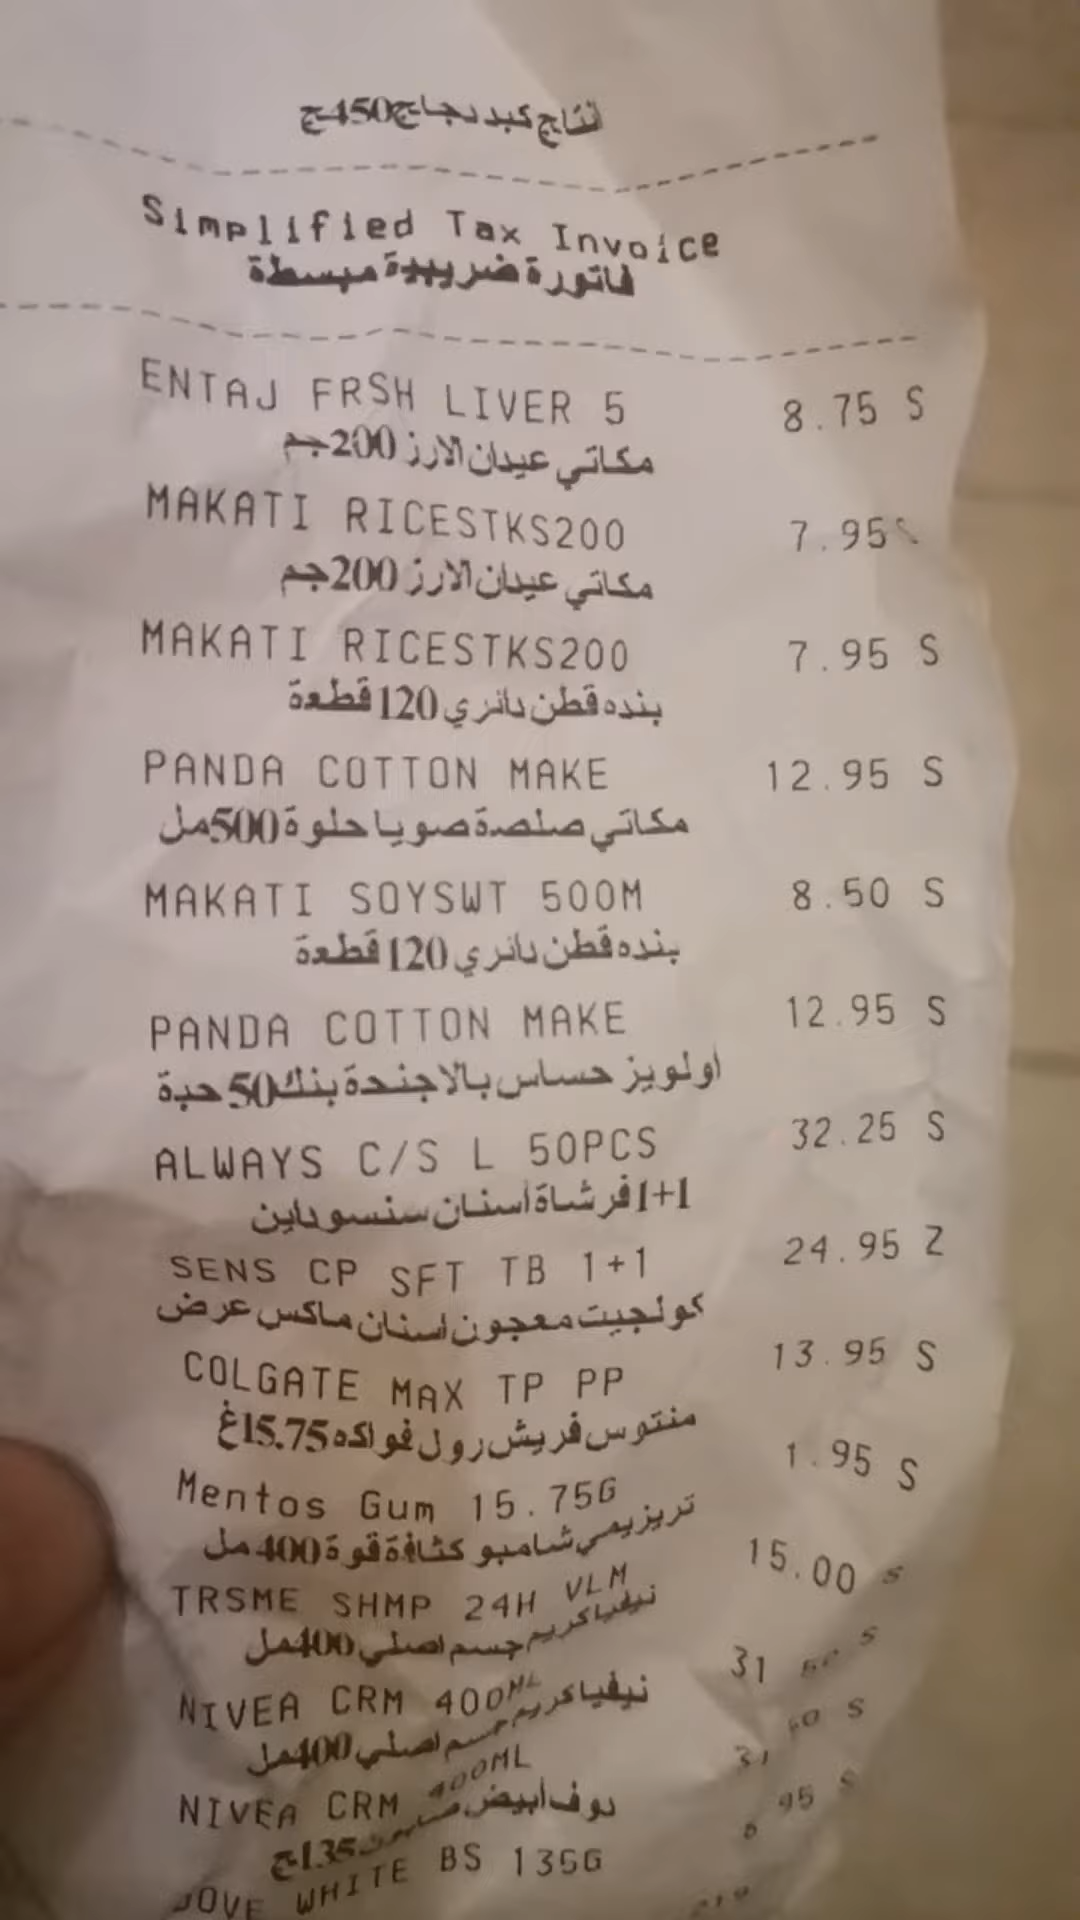 انتاج كبد دجاج450ج
Simplified Tax Invoice
فاتورة ضريبية مبسطة
ENTAJ FRSH LIVER 5 8.75 S
مكاتي عيدان الارز 200جم
MAKATI RICESTKS200 7.95 S
مكاتي عيدان الارز 200جم
MAKATI RICESTKS200 7.95 S
بنده قطن دائري 120 قطعة
PANDA COTTON MAKE 12.95 S
مكاتي صلصة صويا حلوة 500مل
MAKATI SOYSWT 500M 8.50 S
بنده قطن دائري 120 قطعة
PANDA COTTON MAKE 12.95 S
اولويز حساس بالاجنحة بنك 50 حبة
ALWAYS C/S L 50PCS 32.25 S
1+1 فرشاة أسنان سنسوداين
SENS CP SFT TB 1+1 24.95 Z
كولجيت معجون اسنان ماكس عرض
COLGATE MAX TP PP 13.95 S
منتوس فريش رول فواكه 15.75غ
Mentos Gum 15.75G 1.95 S
تريزيمي شامبو كثافة قوة 400 مل
TRSME SHMP 24H VLM 15.00 S
نيفيا كريم جسم اصلي 400مل
NIVEA CRM 400ML 31 S
نيفيا كريم جسم اصلي 400مل
NIVEA CRM 400ML 31 S
دوف أبيض 135ج
DOVE WHITE BS 135G 95 S